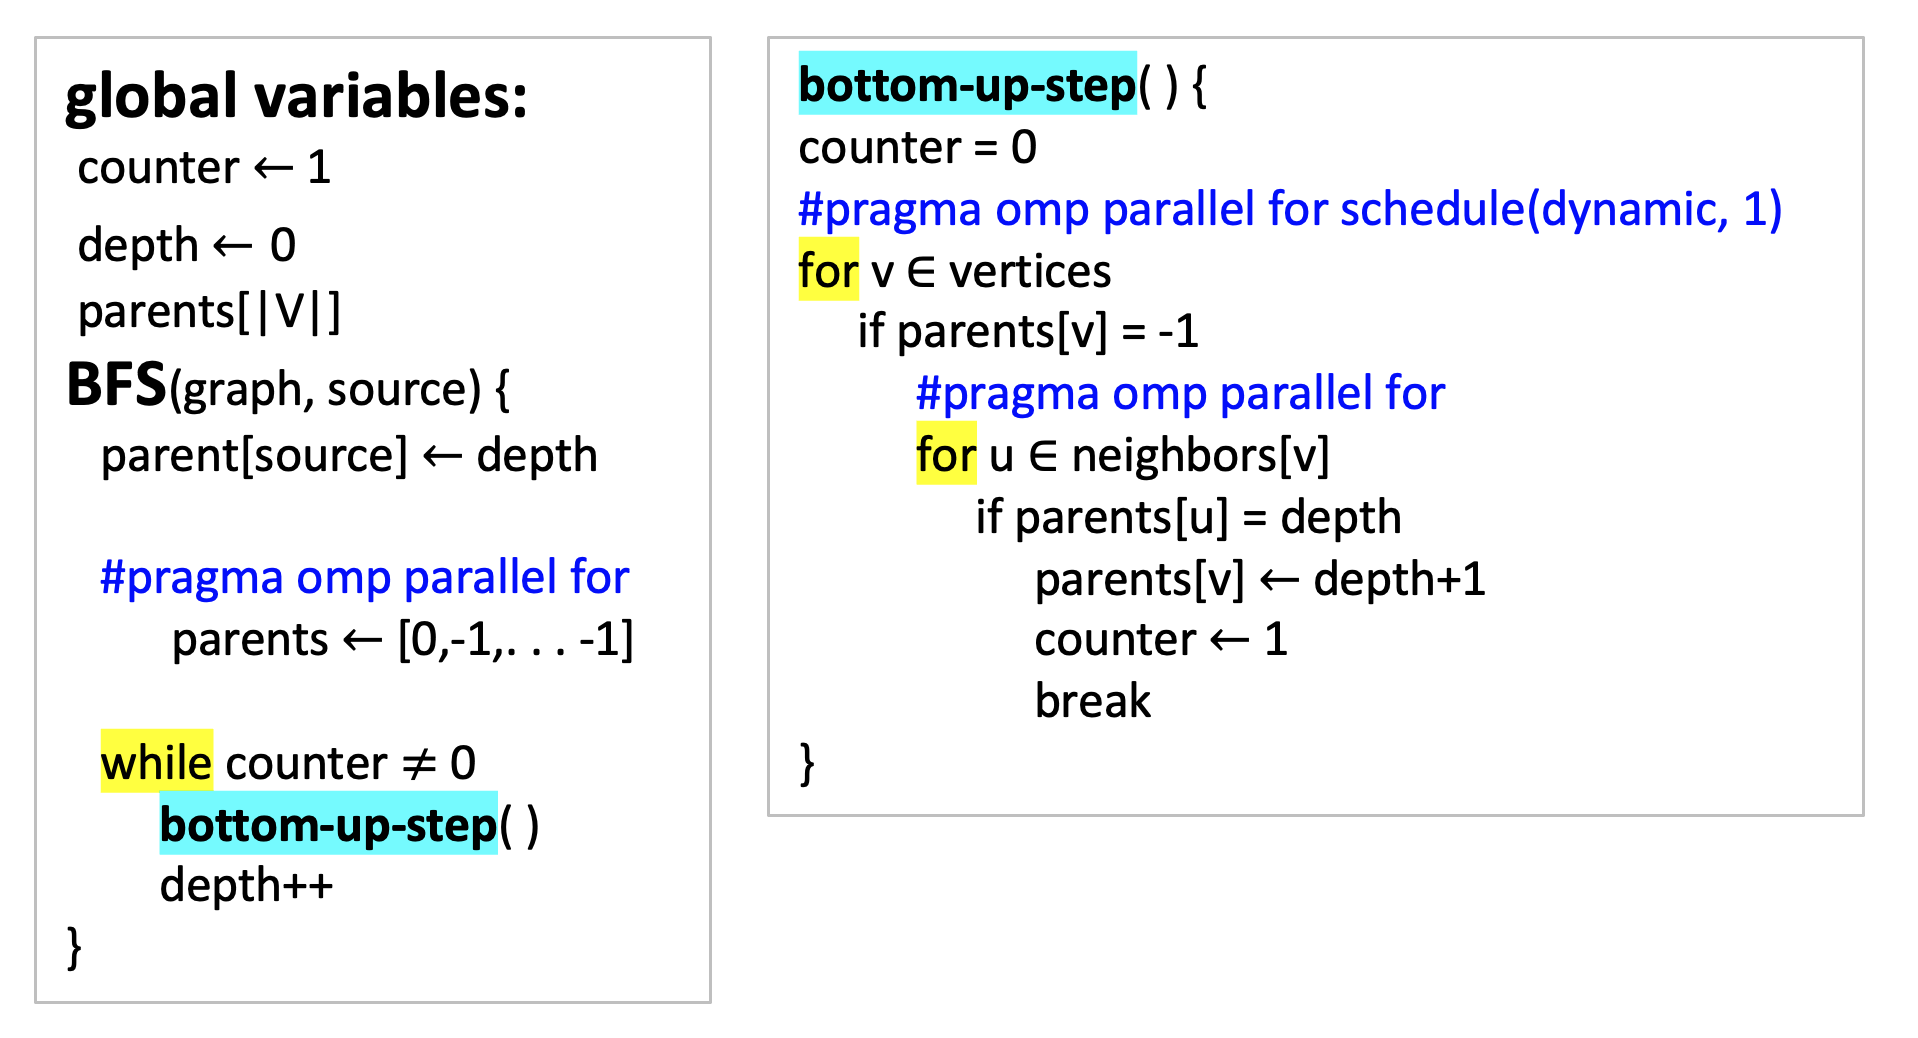 global variables:
counter ← 1
depth ← 0
parents[|V|]
BFS(graph, source) {
parent[source] ← depth
#pragma omp parallel for
parents ← [0,-1,. . . -1]
while counter ≠ 0
bottom-up-step( )
depth++
}
bottom-up-step( ) {
counter = 0
#pragma omp parallel for schedule(dynamic, 1)
for v ∈ vertices
if parents[v] = -1
#pragma omp parallel for
for u ∈ neighbors[v]
if parents[u] = depth
parents[v] ← depth+1
counter ← 1
break
}